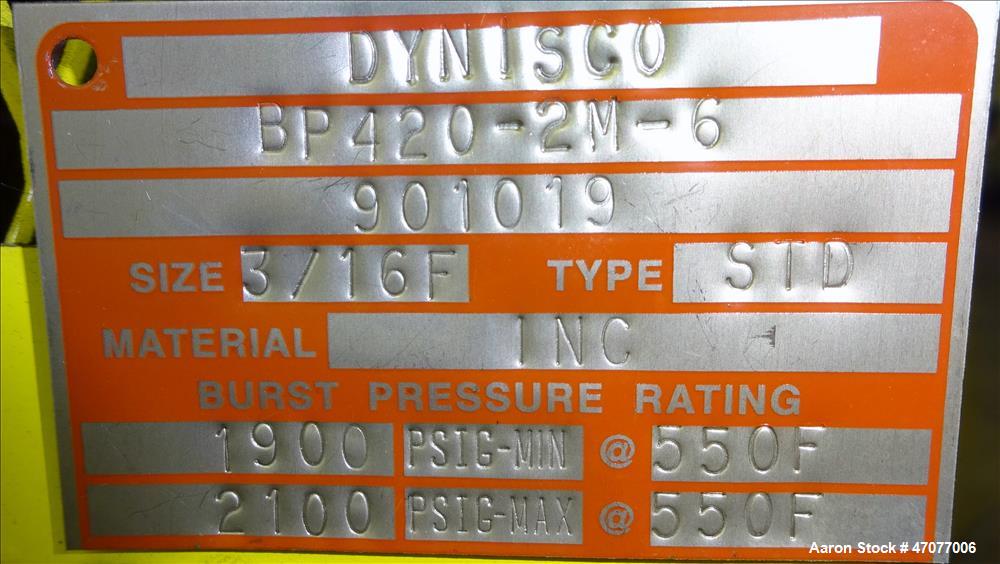 DYNISCO
BP420-2M-6
901019
SIZE 3/16F TYPE STD
MATERIAL INC
BURST PRESSURE RATING
1900 PSIG-MIN @ 550F
2100 PSIG-MAX @ 550F
Aaron Stock # 47077006